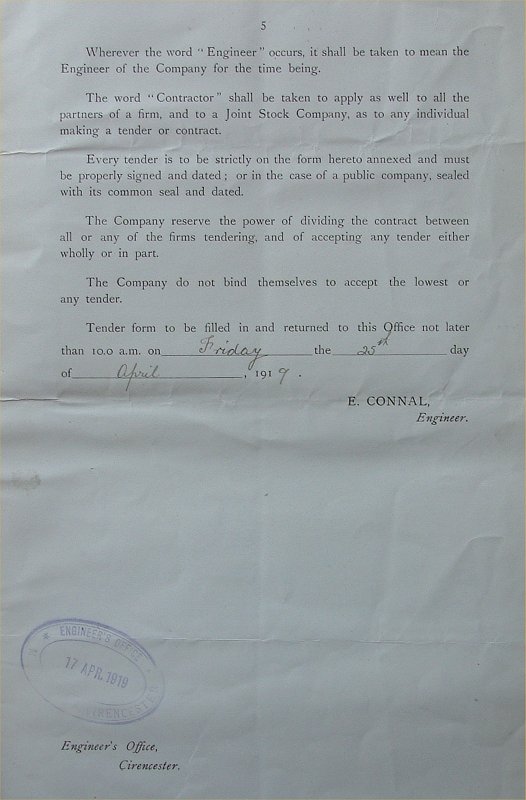 5
Wherever the word "Engineer" occurs, it shall be taken to mean the
Engineer of the Company for the time being.
The word "Contractor" shall be taken to apply as well to all the
partners of a firm, and to a Joint Stock Company, as to any individual
making a tender or contract.
Every tender is to be strictly on the form hereto annexed and must
be properly signed and dated; or in the case of a public company, sealed
with its common seal and dated.
The Company reserve the power of dividing the contract between
all or any of the firms tendering, and of accepting any tender either
wholly or in part.
The Company do not bind themselves to accept the lowest or
any tender.
Tender form to be filled in and returned to this Office not later
than 10.0 a.m. on Friday the 25th day
of April, 1919.
E. CONNAL,
Engineer.
ENGINEER'S OFFICE
17 APR. 1919
CIRENCESTER
Engineer's Office,
Cirencester.